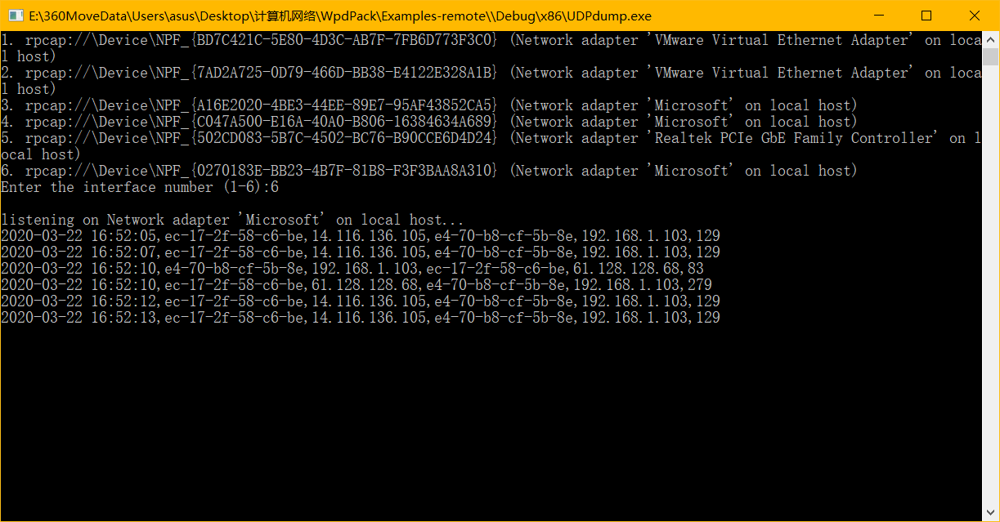 E:\360MoveData\Users\asus\Desktop\计算机网络\WpdPack\Examples-remote\\Debug\x86\UDPdump.exe
1. rpcap://\Device\NPF_{BD7C421C-5E80-4D3C-AB7F-7FB6D773F3C0} (Network adapter 'VMware Virtual Ethernet Adapter' on loca
l host)
2. rpcap://\Device\NPF_{7AD2A725-0D79-466D-BB38-E4122E328A1B} (Network adapter 'VMware Virtual Ethernet Adapter' on loca
l host)
3. rpcap://\Device\NPF_{A16E2020-4BE3-44EE-89E7-95AF43852CA5} (Network adapter 'Microsoft' on local host)
4. rpcap://\Device\NPF_{C047A500-E16A-40A0-B806-16384634A689} (Network adapter 'Microsoft' on local host)
5. rpcap://\Device\NPF_{502CD083-5B7C-4502-BC76-B90CCE6D4D24} (Network adapter 'Realtek PCIe GbE Family Controller' on l
ocal host)
6. rpcap://\Device\NPF_{0270183E-BB23-4B7F-81B8-F3F3BAA8A310} (Network adapter 'Microsoft' on local host)
Enter the interface number (1-6):6
listening on Network adapter 'Microsoft' on local host...
2020-03-22 16:52:05,ec-17-2f-58-c6-be,14.116.136.105,e4-70-b8-cf-5b-8e,192.168.1.103,129
2020-03-22 16:52:07,ec-17-2f-58-c6-be,14.116.136.105,e4-70-b8-cf-5b-8e,192.168.1.103,129
2020-03-22 16:52:10,e4-70-b8-cf-5b-8e,192.168.1.103,ec-17-2f-58-c6-be,61.128.128.68,83
2020-03-22 16:52:10,ec-17-2f-58-c6-be,61.128.128.68,e4-70-b8-cf-5b-8e,192.168.1.103,279
2020-03-22 16:52:12,ec-17-2f-58-c6-be,14.116.136.105,e4-70-b8-cf-5b-8e,192.168.1.103,129
2020-03-22 16:52:13,ec-17-2f-58-c6-be,14.116.136.105,e4-70-b8-cf-5b-8e,192.168.1.103,129